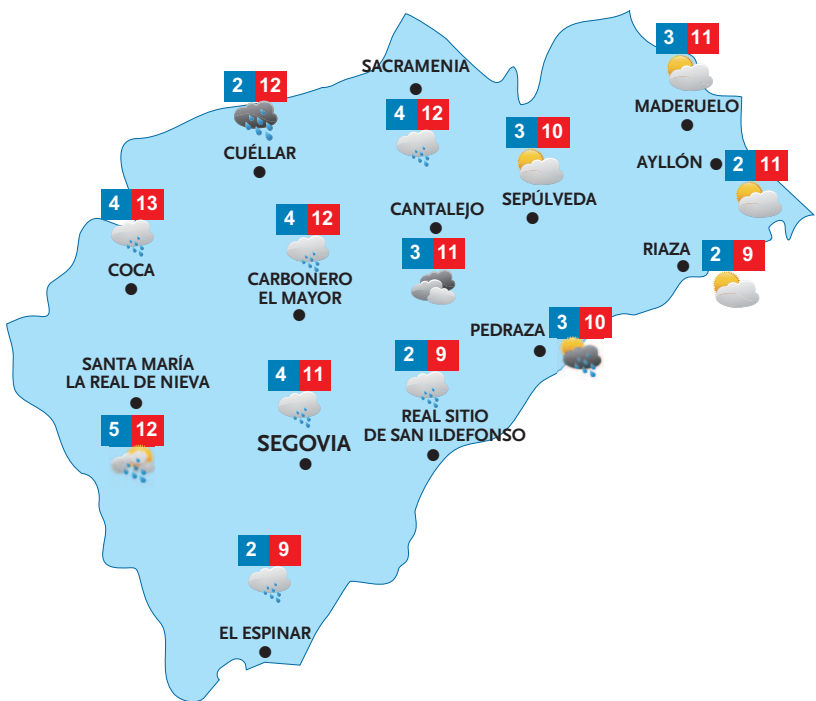 3 11
MADERUELO
SACRAMENIA
4 12
2 12
CUÉLLAR
3 10
SEPÚLVEDA
AYLLÓN
2 11
4 13
COCA
4 12
CARBONERO
EL MAYOR
CANTALEJO
3 11
RIAZA
2 9
PEDRAZA
3 10
SANTA MARÍA
LA REAL DE NIEVA
5 12
4 11
SEGOVIA
2 9
REAL SITIO
DE SAN ILDEFONSO
2 9
EL ESPINAR